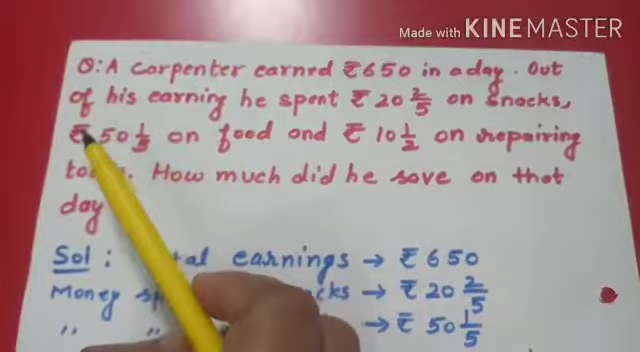 Made with KINEMASTER
Q: A carpenter earned ₹650 in a day. Out
of his earning he spent ₹ 20 2/5 on snacks,
₹ 50 1/5 on food and ₹ 10 1/2 on repairing
How much did he save on that
day
Sol: earnings → ₹ 650
Money → ₹ 20 2/5
" " → ₹ 50 1/5